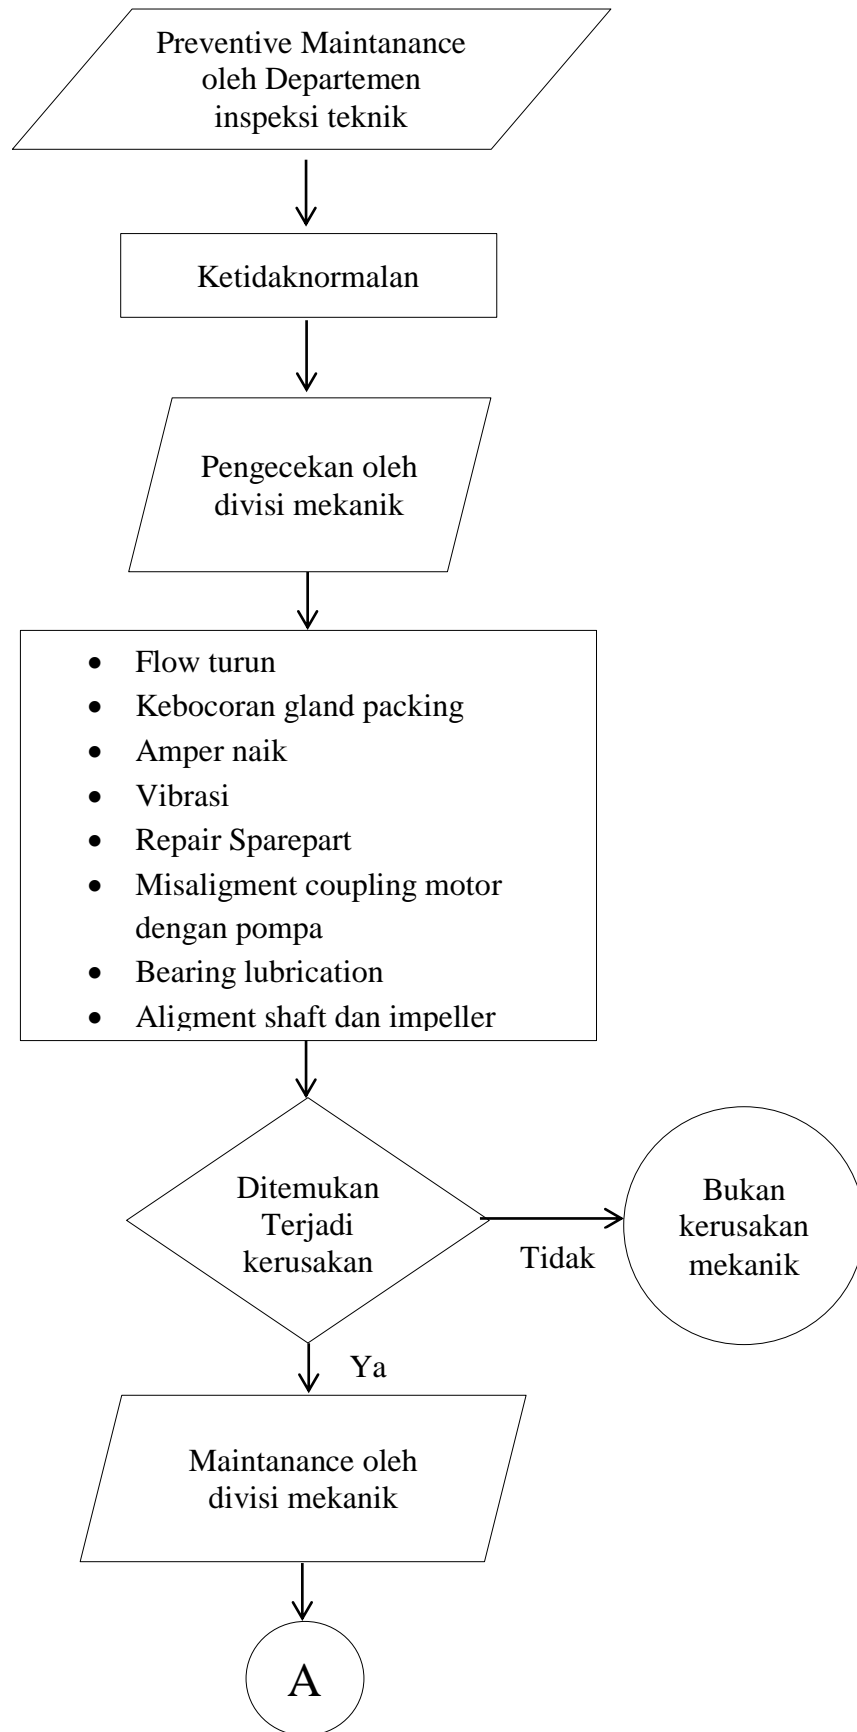 Preventive Maintanance
oleh Departemen
inspeksi teknik
Ketidaknormalan
Pengecekan oleh
divisi mekanik
• Flow turun
• Kebocoran gland packing
• Amper naik
• Vibrasi
• Repair Sparepart
• Misaligment coupling motor
dengan pompa
• Bearing lubrication
• Aligment shaft dan impeller
Ditemukan
Terjadi
kerusakan
Tidak
Bukan
kerusakan
mekanik
Ya
Maintanance oleh
divisi mekanik
A